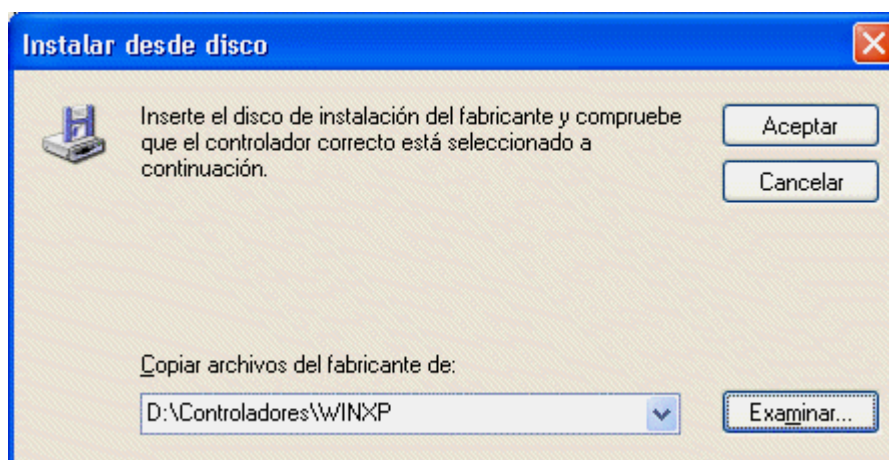 Instalar desde disco
Inserte el disco de instalación del fabricante y compruebe
que el controlador correcto está seleccionado a
continuación.
Aceptar
Cancelar
Copiar archivos del fabricante de:
D:\Controladores\WINXP
Examinar...